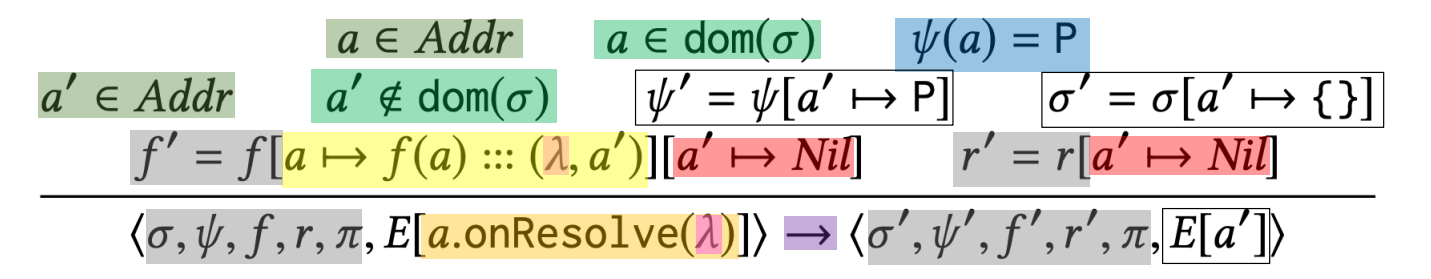 a ∈ Addr a ∈ dom(σ) ψ(a) = P
a′ ∈ Addr a′ ∉ dom(σ) ψ′ = ψ[a′ ↦ P] σ′ = σ[a′ ↦ {}]
f′ = f[a ↦ f(a) ::: (λ, a′)][a′ ↦ Nil] r′ = r[a′ ↦ Nil]
⟨σ, ψ, f, r, π, E[a.onResolve(λ)]⟩ → ⟨σ′, ψ′, f′, r′, π, E[a′]⟩